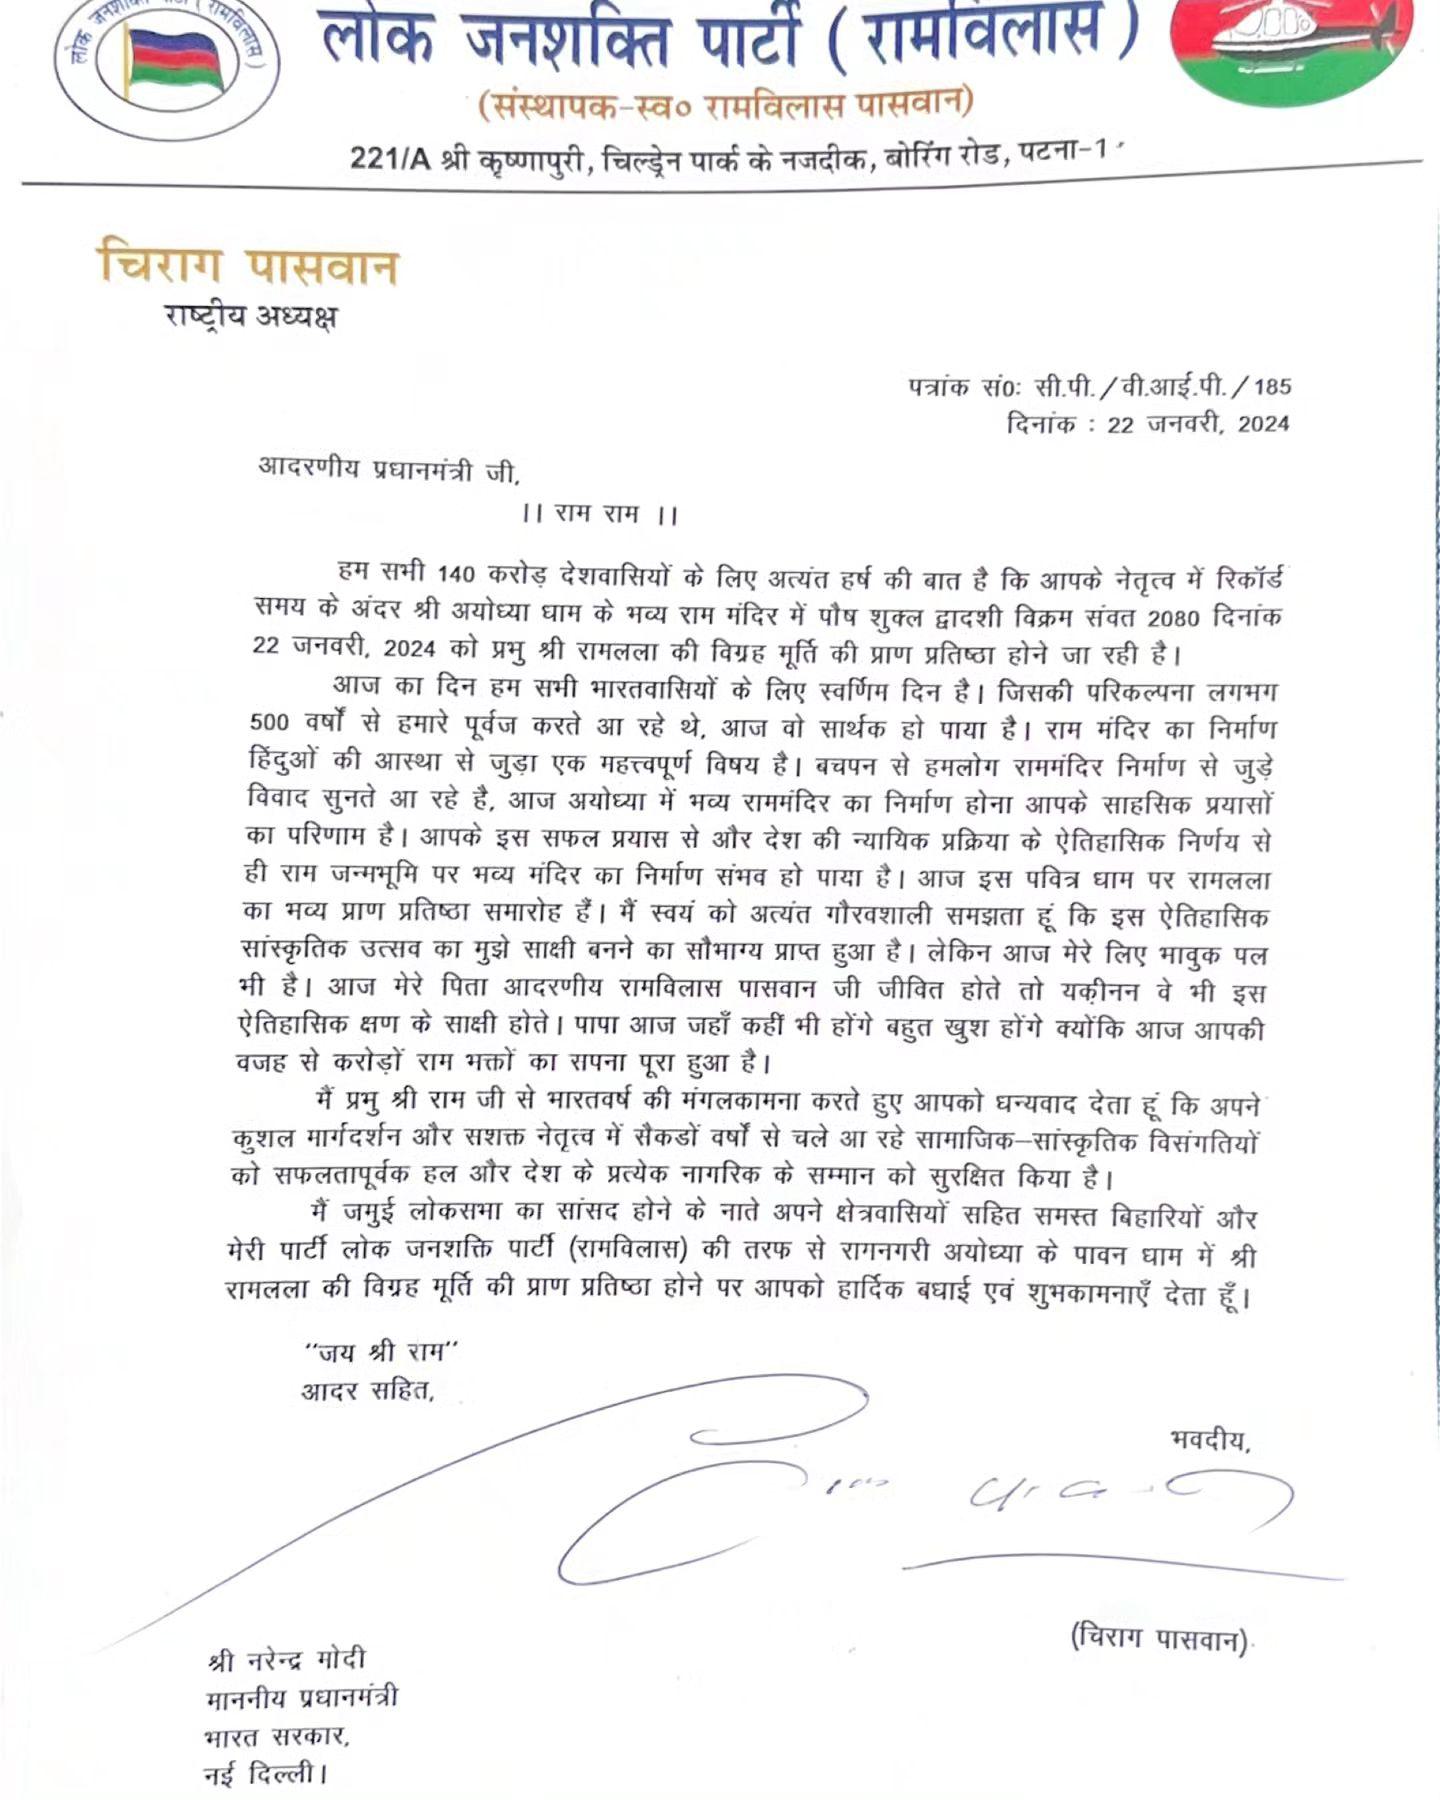 लोक जनशक्ति पार्टी ( रामविलास )
लोक जनशक्ति पार्टी ( रामविलास )
(संस्थापक-स्व० रामविलास पासवान)
221/A श्री कृष्णापुरी, चिल्ड्रेन पार्क के नजदीक, बोरिंग रोड, पटना-1
चिराग पासवान
राष्ट्रीय अध्यक्ष
पत्रांक सं०: सी.पी./वी.आई.पी./185
दिनांक : 22 जनवरी, 2024
आदरणीय प्रधानमंत्री जी,
।। राम राम ।।
हम सभी 140 करोड़ देशवासियों के लिए अत्यंत हर्ष की बात है कि आपके नेतृत्व में रिकॉर्ड
समय के अंदर श्री अयोध्या धाम के भव्य राम मंदिर में पौष शुक्ल द्वादशी विक्रम संवत 2080 दिनांक
22 जनवरी, 2024 को प्रभु श्री रामलला की विग्रह मूर्ति की प्राण प्रतिष्ठा होने जा रही है।
आज का दिन हम सभी भारतवासियों के लिए स्वर्णिम दिन है। जिसकी परिकल्पना लगभग
500 वर्षों से हमारे पूर्वज करते आ रहे थे, आज वो सार्थक हो पाया है। राम मंदिर का निर्माण
हिंदुओं की आस्था से जुड़ा एक महत्त्वपूर्ण विषय है। बचपन से हमलोग राममंदिर निर्माण से जुड़े
विवाद सुनते आ रहे है, आज अयोध्या में भव्य राममंदिर का निर्माण होना आपके साहसिक प्रयासों
का परिणाम है। आपके इस सफल प्रयास से और देश की न्यायिक प्रक्रिया के ऐतिहासिक निर्णय से
ही राम जन्मभूमि पर भव्य मंदिर का निर्माण संभव हो पाया है। आज इस पवित्र धाम पर रामलला
का भव्य प्राण प्रतिष्ठा समारोह हैं। मैं स्वयं को अत्यंत गौरवशाली समझता हूं कि इस ऐतिहासिक
सांस्कृतिक उत्सव का मुझे साक्षी बनने का सौभाग्य प्राप्त हुआ है। लेकिन आज मेरे लिए भावुक पल
भी है। आज मेरे पिता आदरणीय रामविलास पासवान जी जीवित होते तो यक़ीनन वे भी इस
ऐतिहासिक क्षण के साक्षी होते। पापा आज जहाँ कहीं भी होंगे बहुत खुश होंगे क्योंकि आज आपकी
वजह से करोड़ों राम भक्तों का सपना पूरा हुआ है।
मैं प्रभु श्री राम जी से भारतवर्ष की मंगलकामना करते हुए आपको धन्यवाद देता हूं कि अपने
कुशल मार्गदर्शन और सशक्त नेतृत्व में सैकडों वर्षों से चले आ रहे सामाजिक–सांस्कृतिक विसंगतियों
को सफलतापूर्वक हल और देश के प्रत्येक नागरिक के सम्मान को सुरक्षित किया है।
मैं जमुई लोकसभा का सांसद होने के नाते अपने क्षेत्रवासियों सहित समस्त बिहारियों और
मेरी पार्टी लोक जनशक्ति पार्टी (रामविलास) की तरफ से रागनगरी अयोध्या के पावन धाम में श्री
रामलला की विग्रह मूर्ति की प्राण प्रतिष्ठा होने पर आपको हार्दिक बधाई एवं शुभकामनाएँ देता हूँ।
"जय श्री राम"
आदर सहित,
भवदीय,
(चिराग पासवान)
श्री नरेन्द्र मोदी
माननीय प्रधानमंत्री
भारत सरकार,
नई दिल्ली।